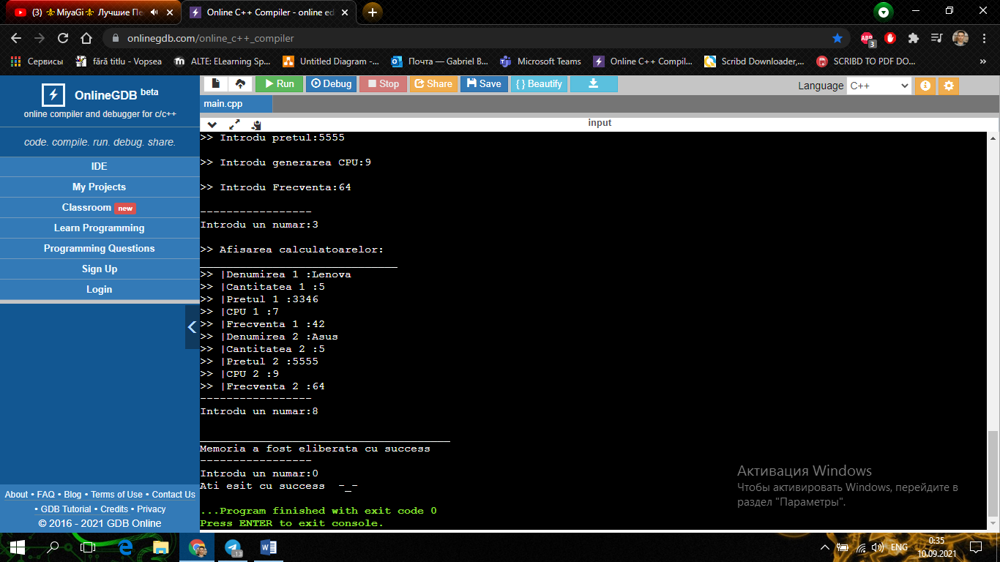 (3) ⚜MiyaGi⚜ Лучшие Пе
Online C++ Compiler - online ed
onlinegdb.com/online_c++_compiler
ABP 3
Сервисы
fără titlu - Vopsea
ALTE: ELearning Sp...
Untitled Diagram -...
Почта — Gabriel B...
Microsoft Teams
Online C++ Compil...
Scribd Downloader,...
SCRIBD TO PDF DO...
»
OnlineGDB beta
online compiler and debugger for c/c++
code. compile. run. debug. share.
IDE
My Projects
Classroom new
Learn Programming
Programming Questions
Sign Up
Login
About • FAQ • Blog • Terms of Use • Contact Us
• GDB Tutorial • Credits • Privacy
© 2016 - 2021 GDB Online
Run Debug Stop Share Save { } Beautify
Language C++
main.cpp
input
>> Introdu pretul:5555
>> Introdu generarea CPU:9
>> Introdu Frecventa:64
-----------------
Introdu un numar:3
>> Afisarea calculatoarelor:
______________________________
>> |Denumirea 1 :Lenova
>> |Cantitatea 1 :5
>> |Pretul 1 :3346
>> |CPU 1 :7
>> |Frecventa 1 :42
>> |Denumirea 2 :Asus
>> |Cantitatea 2 :5
>> |Pretul 2 :5555
>> |CPU 2 :9
>> |Frecventa 2 :64
-----------------
Introdu un numar:8
______________________________________
Memoria a fost eliberata cu success
-----------------
Introdu un numar:0
Ati esit cu success  -_-
...Program finished with exit code 0
Press ENTER to exit console.
Активация Windows
Чтобы активировать Windows, перейдите в
раздел "Параметры".
13
ENG
0:35
10.09.2021